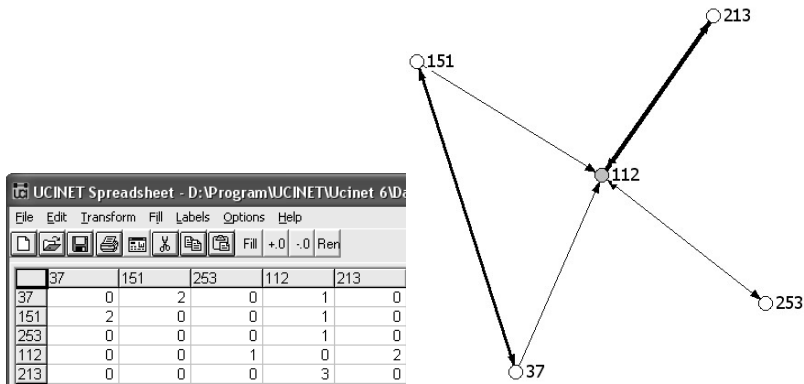 UCINET Spreadsheet - D:\Program\UCINET\Ucinet 6\Da
File Edit Transform Fill Labels Options Help
Fill +.0 -.0 Ren
37 151 253 112 213
37 0 2 0 1 0
151 2 0 0 1 0
253 0 0 0 1 0
112 0 0 1 0 2
213 0 0 0 3 0
213
151
112
253
37